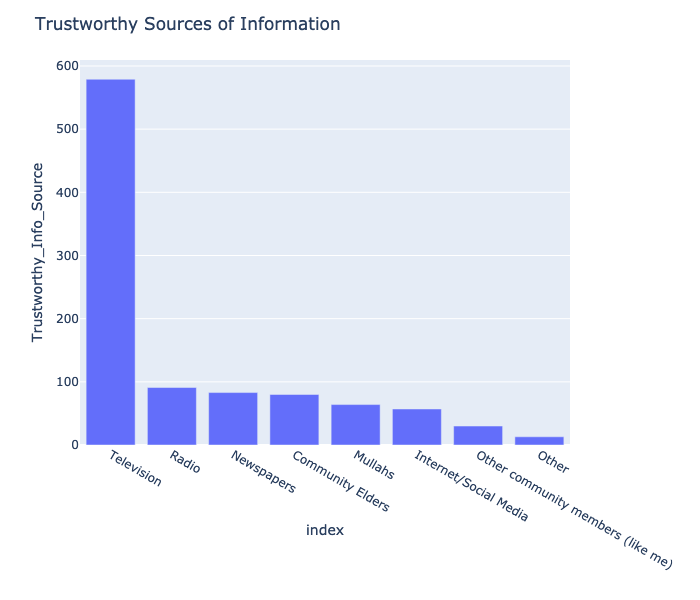 Trustworthy Sources of Information
Trustworthy_Info_Source
600
500
400
300
200
100
0
Television
Radio
Newspapers
Community Elders
Mullahs
Internet/Social Media
Other community members (like me)
Other
index